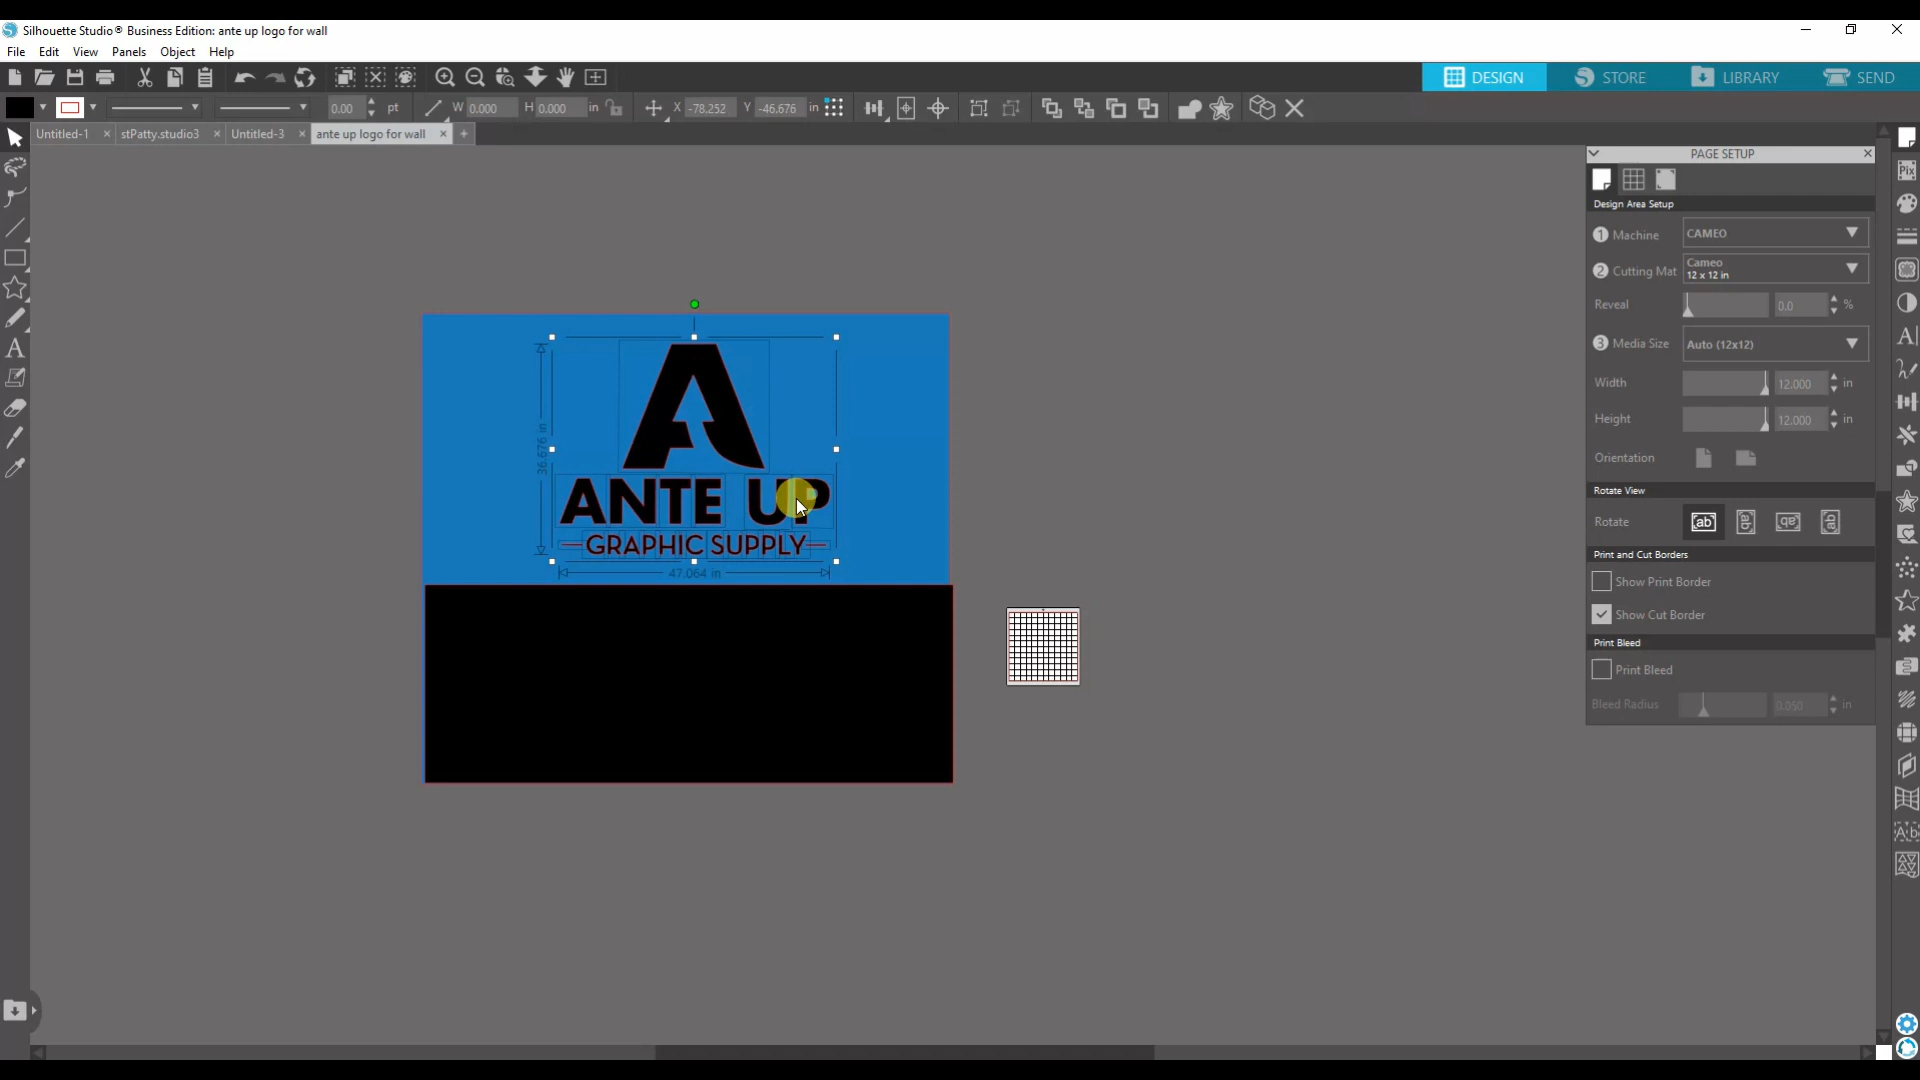 Silhouette Studio® Business Edition: ante up logo for wall
File Edit View Panels Object Help
DESIGN STORE LIBRARY SEND
0.00 pt W 0.000 H 0.000 in X -78.252 Y -46.676 in
Untitled-1 stPatty.studio3 Untitled-3 ante up logo for wall
PAGE SETUP
Design Area Setup
1 Machine CAMEO
2 Cutting Mat Cameo
12 x 12 in
Reveal 0.0 %
3 Media Size Auto (12x12)
Width 12.000 in
Height 12.000 in
Orientation
Rotate View
Rotate ab ab ab ab
Print and Cut Borders
Show Print Border
Show Cut Border
Print Bleed
Print Bleed
Bleed Radius 0.050 in
36.676 in
A
ANTE UP
GRAPHIC SUPPLY
47.064 in